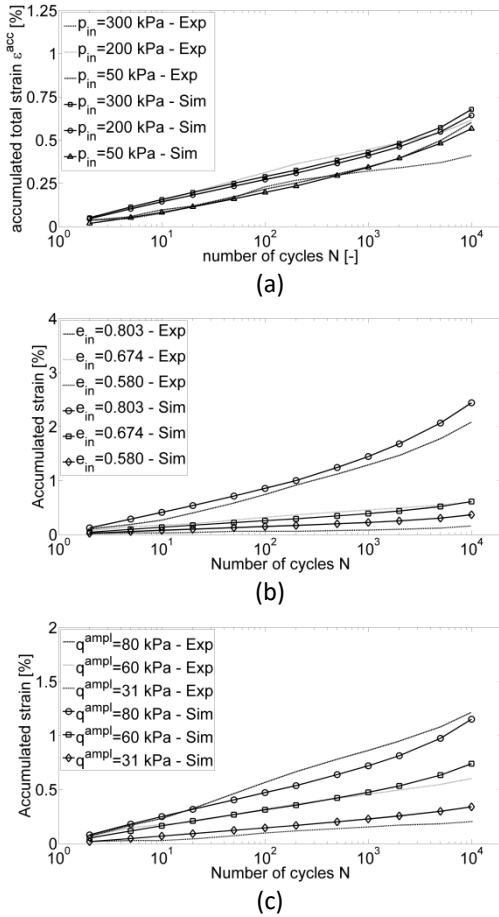 1.25
1
0.75
0.5
0.25
0
accumulated total strain ε^acc [%]
p_in=300 kPa - Exp
p_in=200 kPa - Exp
p_in=50 kPa - Exp
p_in=300 kPa - Sim
p_in=200 kPa - Sim
p_in=50 kPa - Sim
10^0 10^1 10^2 10^3 10^4
number of cycles N [-]
(a)
4
3
2
1
0
Accumulated strain [%]
e_in=0.803 - Exp
e_in=0.674 - Exp
e_in=0.580 - Exp
e_in=0.803 - Sim
e_in=0.674 - Sim
e_in=0.580 - Sim
10^0 10^1 10^2 10^3 10^4
Number of cycles N
(b)
2
1.5
1
0.5
0
Accumulated strain [%]
q^ampl=80 kPa - Exp
q^ampl=60 kPa - Exp
q^ampl=31 kPa - Exp
q^ampl=80 kPa - Sim
q^ampl=60 kPa - Sim
q^ampl=31 kPa - Sim
10^0 10^1 10^2 10^3 10^4
Number of cycles N
(c)